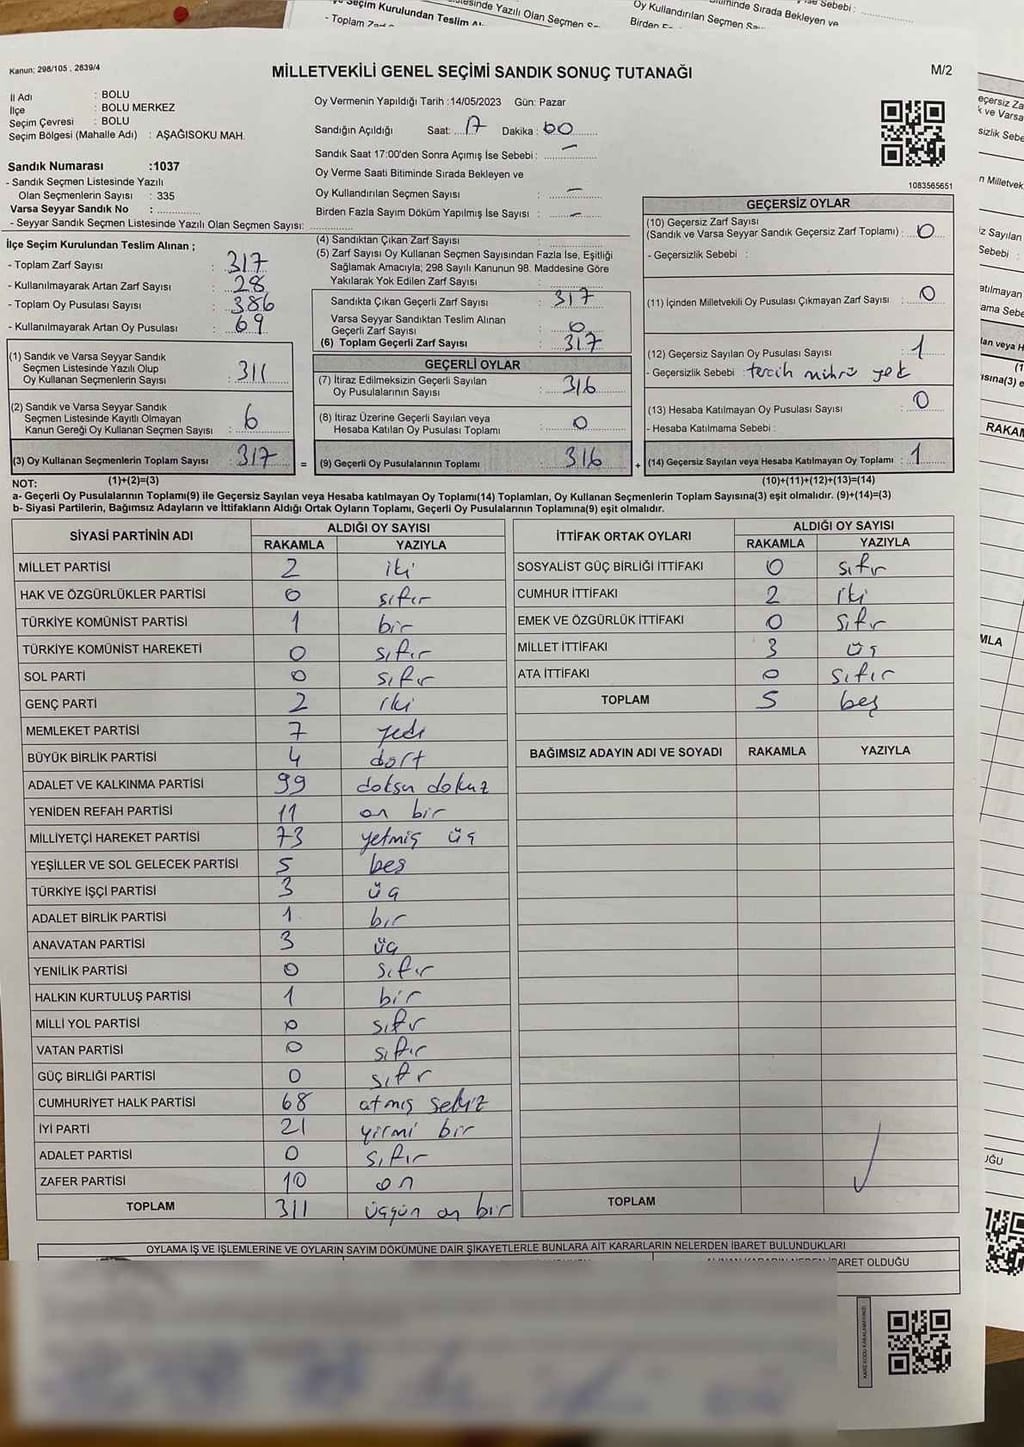 Kanun: 298/105 , 2839/4
MİLLETVEKİLİ GENEL SEÇİMİ SANDIK SONUÇ TUTANAĞI
M/2
İl Adı : BOLU
İlçe : BOLU MERKEZ
Seçim Çevresi : BOLU
Seçim Bölgesi (Mahalle Adı) : AŞAĞISOKU MAH.
Sandık Numarası :1037
- Sandık Seçmen Listesinde Yazılı
Olan Seçmenlerin Sayısı : 335
Varsa Seyyar Sandık No :
- Seyyar Sandık Seçmen Listesinde Yazılı Olan Seçmen Sayısı:
Oy Vermenin Yapıldığı Tarih :14/05/2023 Gün: Pazar
Sandığın Açıldığı Saat: 17 Dakika: 00
Sandık Saat 17:00'den Sonra Açımış İse Sebebi : —
Oy Verme Saati Bitiminde Sırada Bekleyen ve
Oy Kullandırılan Seçmen Sayısı : —
Birden Fazla Sayım Döküm Yapılmış İse Sayısı : —
1083565651
İlçe Seçim Kurulundan Teslim Alınan ;
- Toplam Zarf Sayısı : 317
- Kullanılmayarak Artan Zarf Sayısı : 28
- Toplam Oy Pusulası Sayısı : 386
- Kullanılmayarak Artan Oy Pusulası : 69
(1) Sandık ve Varsa Seyyar Sandık
Seçmen Listesinde Yazılı Olup
Oy Kullanan Seçmenlerin Sayısı : 311
(2) Sandık ve Varsa Seyyar Sandık
Seçmen Listesinde Kayıtlı Olmayan
Kanun Gereği Oy Kullanan Seçmen Sayısı : 6
(3) Oy Kullanan Seçmenlerin Toplam Sayısı : 317 =
(4) Sandıktan Çıkan Zarf Sayısı :
(5) Zarf Sayısı Oy Kullanan Seçmen Sayısından Fazla İse, Eşitliği
Sağlamak Amacıyla; 298 Sayılı Kanunun 98. Maddesine Göre
Yakılarak Yok Edilen Zarf Sayısı :
Sandıkta Çıkan Geçerli Zarf Sayısı : 317
Varsa Seyyar Sandıktan Teslim Alınan
Geçerli Zarf Sayısı : 0
(6) Toplam Geçerli Zarf Sayısı : 317
GEÇERLİ OYLAR
(7) İtiraz Edilmeksizin Geçerli Sayılan
Oy Pusulalarının Sayısı : 316
(8) İtiraz Üzerine Geçerli Sayılan veya
Hesaba Katılan Oy Pusulası Toplamı : 0
(9) Geçerli Oy Pusulalarının Toplamı : 316 +
GEÇERSİZ OYLAR
(10) Geçersiz Zarf Sayısı
(Sandık ve Varsa Seyyar Sandık Geçersiz Zarf Toplamı) : 0
- Geçersizlik Sebebi :
(11) İçinden Milletvekili Oy Pusulası Çıkmayan Zarf Sayısı : 0
(12) Geçersiz Sayılan Oy Pusulası Sayısı : 1
- Geçersizlik Sebebi : tercih mührü yok
(13) Hesaba Katılmayan Oy Pusulası Sayısı : 0
- Hesaba Katılmama Sebebi :
(14) Geçersiz Sayılan veya Hesaba Katılmayan Oy Toplamı : 1
NOT: (1)+(2)=(3) (10)+(11)+(12)+(13)=(14)
a- Geçerli Oy Pusulalarının Toplamı(9) ile Geçersiz Sayılan veya Hesaba katılmayan Oy Toplamı(14) Toplamları, Oy Kullanan Seçmenlerin Toplam Sayısına(3) eşit olmalıdır. (9)+(14)=(3)
b- Siyasi Partilerin, Bağımsız Adayların ve İttifakların Aldığı Ortak Oyların Toplamı, Geçerli Oy Pusulalarının Toplamına(9) eşit olmalıdır.
SİYASİ PARTİNİN ADI ALDIĞI OY SAYISI
RAKAMLA YAZIYLA
MİLLET PARTİSİ 2 iki
HAK VE ÖZGÜRLÜKLER PARTİSİ 0 sıfır
TÜRKİYE KOMÜNİST PARTİSİ 1 bir
TÜRKİYE KOMÜNİST HAREKETİ 0 sıfır
SOL PARTİ 0 sıfır
GENÇ PARTİ 2 iki
MEMLEKET PARTİSİ 7 yedi
BÜYÜK BİRLİK PARTİSİ 4 dört
ADALET VE KALKINMA PARTİSİ 99 doksan dokuz
YENİDEN REFAH PARTİSİ 11 on bir
MİLLİYETÇİ HAREKET PARTİSİ 73 yetmiş üç
YEŞİLLER VE SOL GELECEK PARTİSİ 5 beş
TÜRKİYE İŞÇİ PARTİSİ 3 üç
ADALET BİRLİK PARTİSİ 1 bir
ANAVATAN PARTİSİ 3 üç
YENİLİK PARTİSİ 0 sıfır
HALKIN KURTULUŞ PARTİSİ 1 bir
MİLLİ YOL PARTİSİ 0 sıfır
VATAN PARTİSİ 0 sıfır
GÜÇ BİRLİĞİ PARTİSİ 0 sıfır
CUMHURİYET HALK PARTİSİ 68 atmış sekiz
İYİ PARTİ 21 yirmi bir
ADALET PARTİSİ 0 sıfır
ZAFER PARTİSİ 10 on
TOPLAM 311 üçyün on bir
İTTİFAK ORTAK OYLARI ALDIĞI OY SAYISI
RAKAMLA YAZIYLA
SOSYALİST GÜÇ BİRLİĞİ İTTİFAKI 0 sıfır
CUMHUR İTTİFAKI 2 iki
EMEK VE ÖZGÜRLÜK İTTİFAKI 0 sıfır
MİLLET İTTİFAKI 3 üç
ATA İTTİFAKI 0 sıfır
TOPLAM 5 beş
BAĞIMSIZ ADAYIN ADI VE SOYADI RAKAMLA YAZIYLA
TOPLAM
OYLAMA İŞ VE İŞLEMLERİNE VE OYLARIN SAYIM DÖKÜMÜNE DAİR ŞİKAYETLERLE BUNLARA AİT KARARLARIN NELERDEN İBARET BULUNDUKLARI